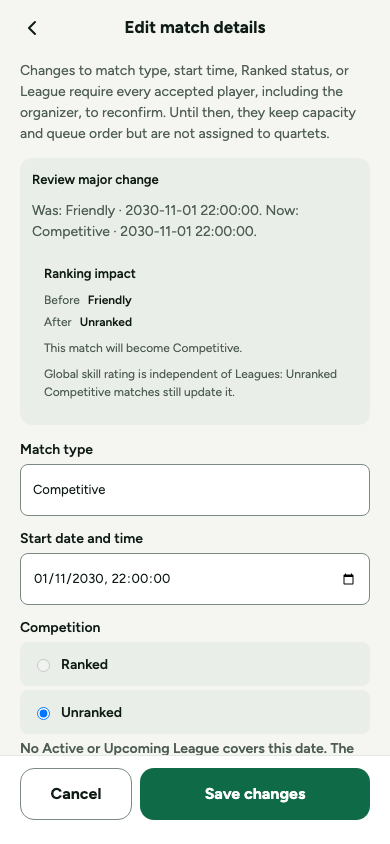 Edit match details
Changes to match type, start time, Ranked status, or
League require every accepted player, including the
organizer, to reconfirm. Until then, they keep capacity
and queue order but are not assigned to quartets.
Review major change
Was: Friendly · 2030-11-01 22:00:00. Now:
Competitive · 2030-11-01 22:00:00.
Ranking impact
Before Friendly
After Unranked
This match will become Competitive.
Global skill rating is independent of Leagues: Unranked
Competitive matches still update it.
Match type
Competitive
Start date and time
01/11/2030, 22:00:00
Competition
Ranked
Unranked
No Active or Upcoming League covers this date. The
Cancel
Save changes